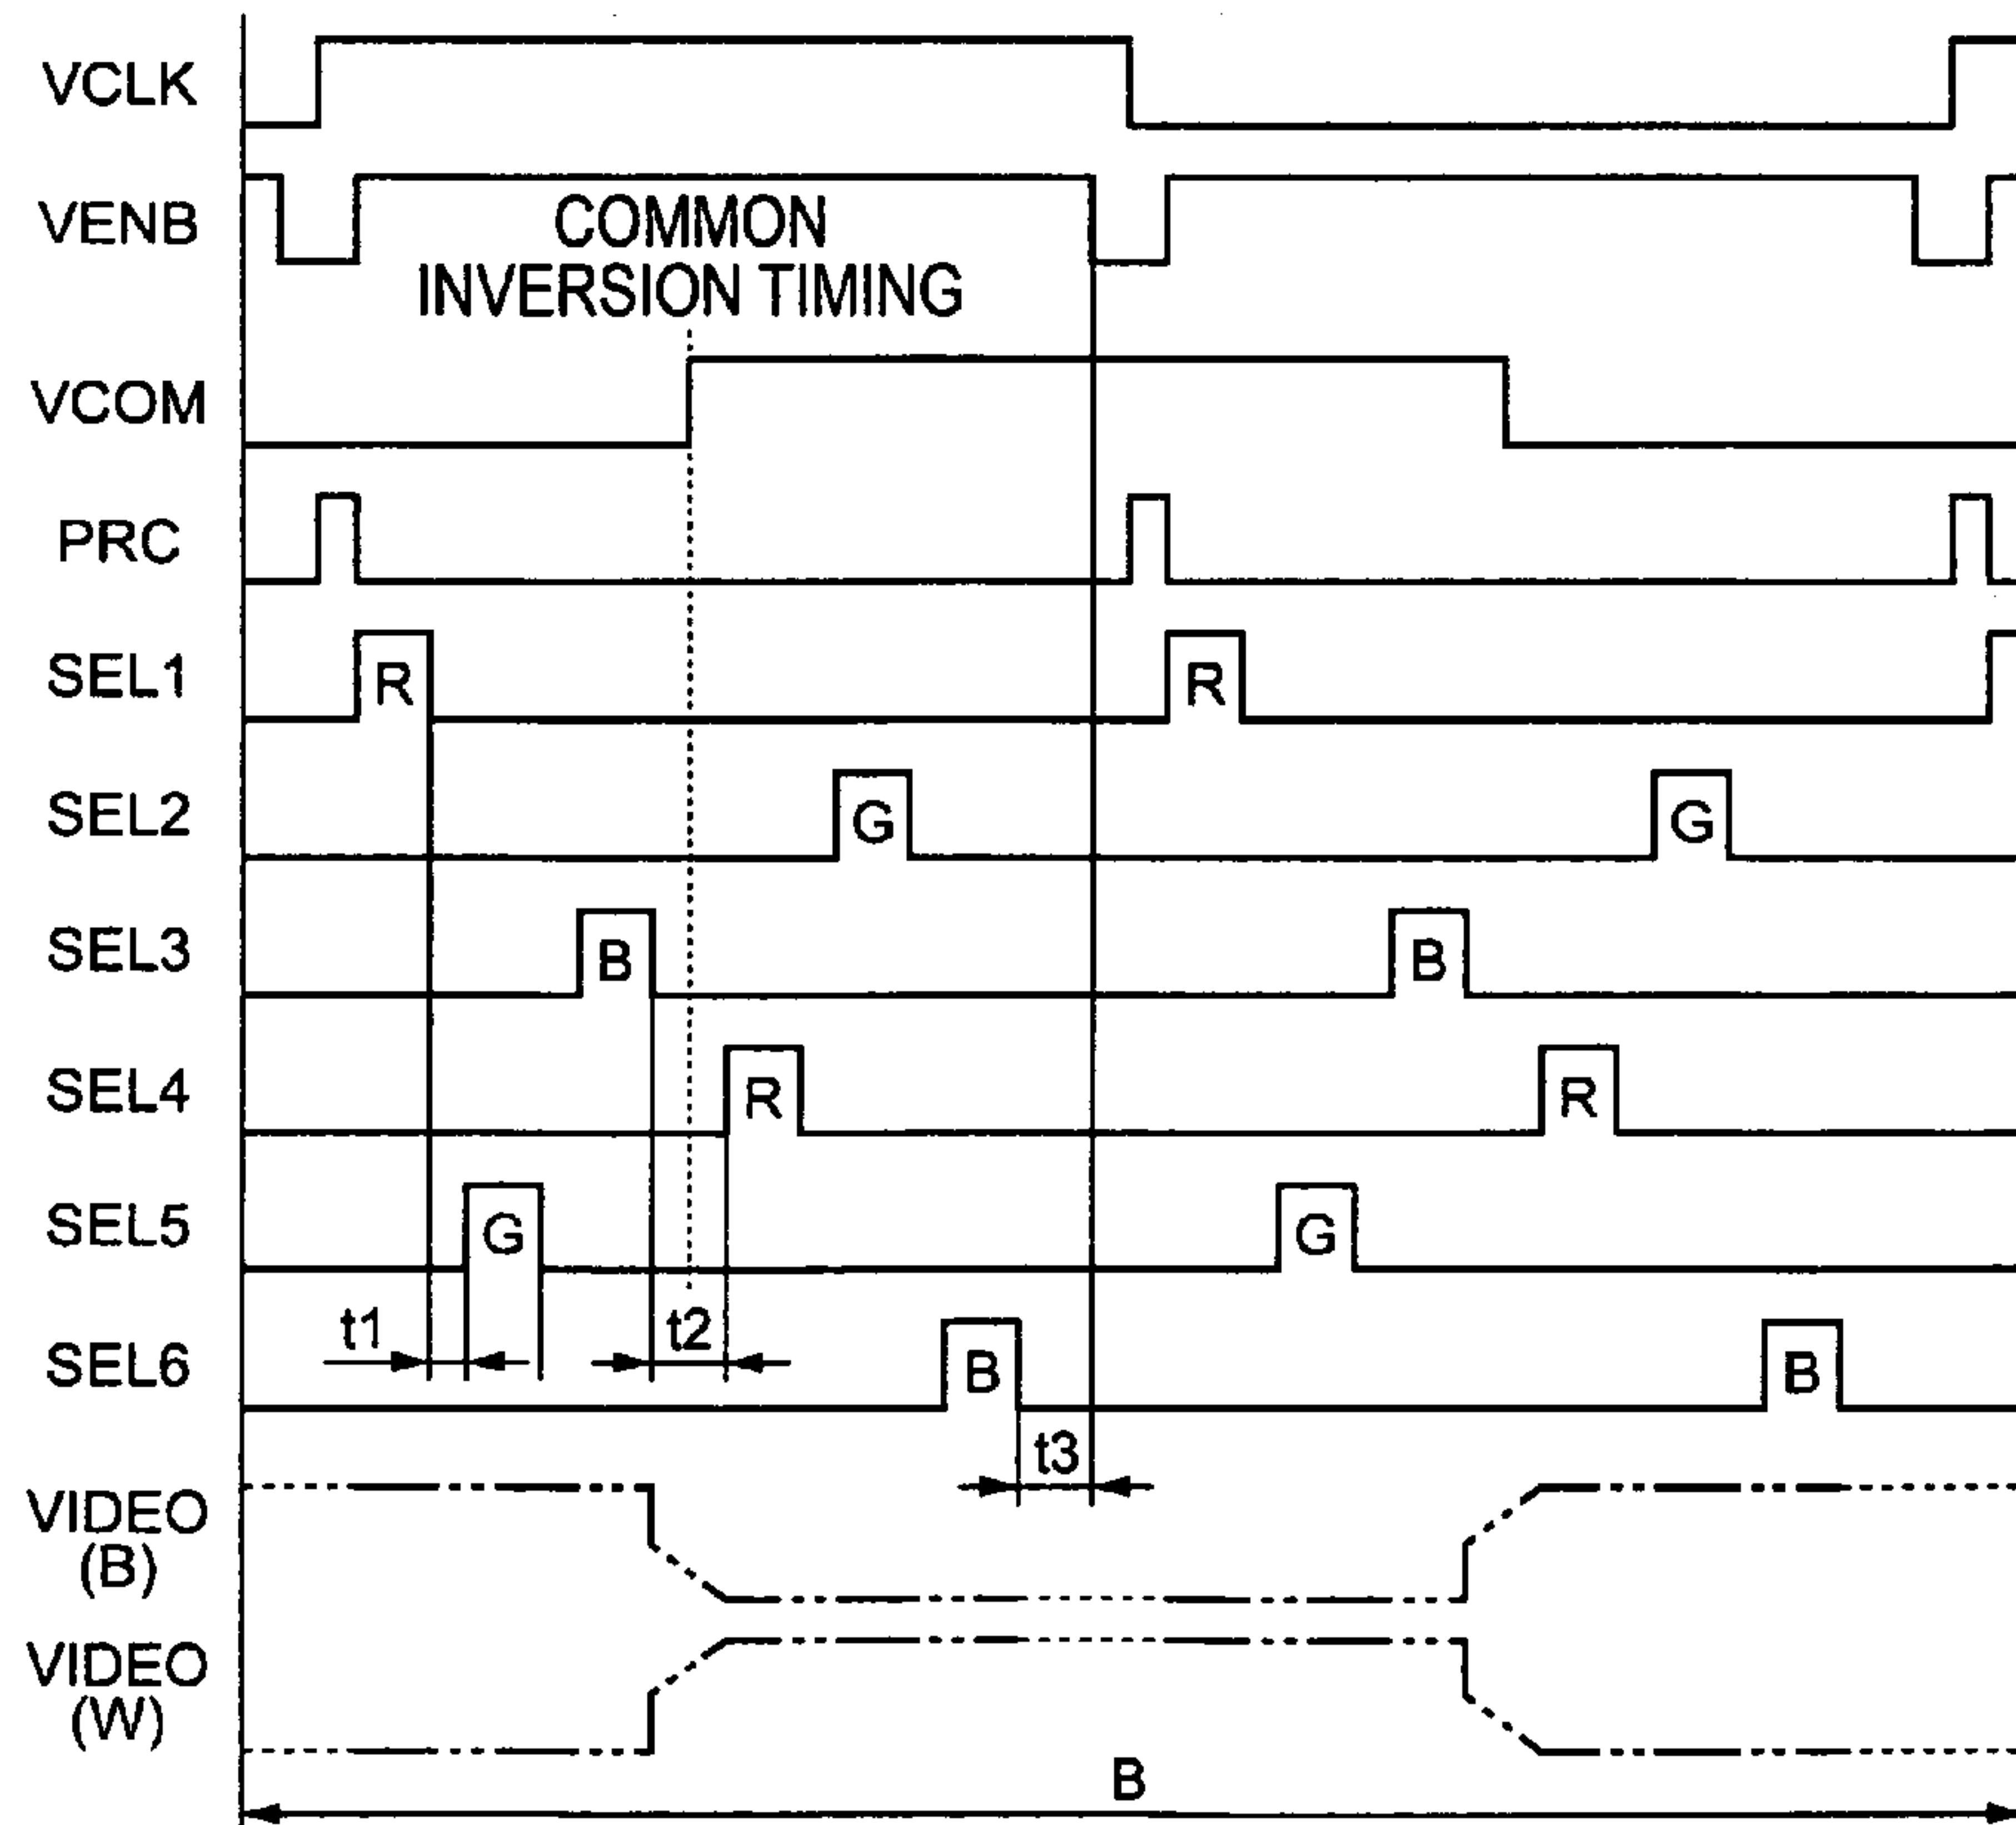 VCLK
VENB
COMMON
INVERSION TIMING
VCOM
PRC
SEL1
R
R
SEL2
G
G
SEL3
B
B
SEL4
R
R
SEL5
G
G
t1
t2
SEL6
B
B
t3
VIDEO
(B)
VIDEO
(W)
B